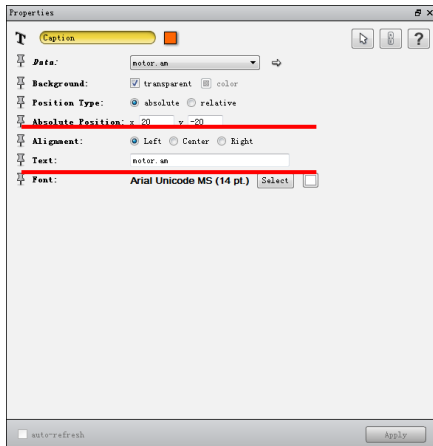 Properties
Caption
?
Data: motor.am
Background: transparent color
Position Type: absolute relative
Absolute Position: x 20 y -20
Alignment: Left Center Right
Text: motor.am
Font: Arial Unicode MS (14 pt.) Select
auto-refresh Apply